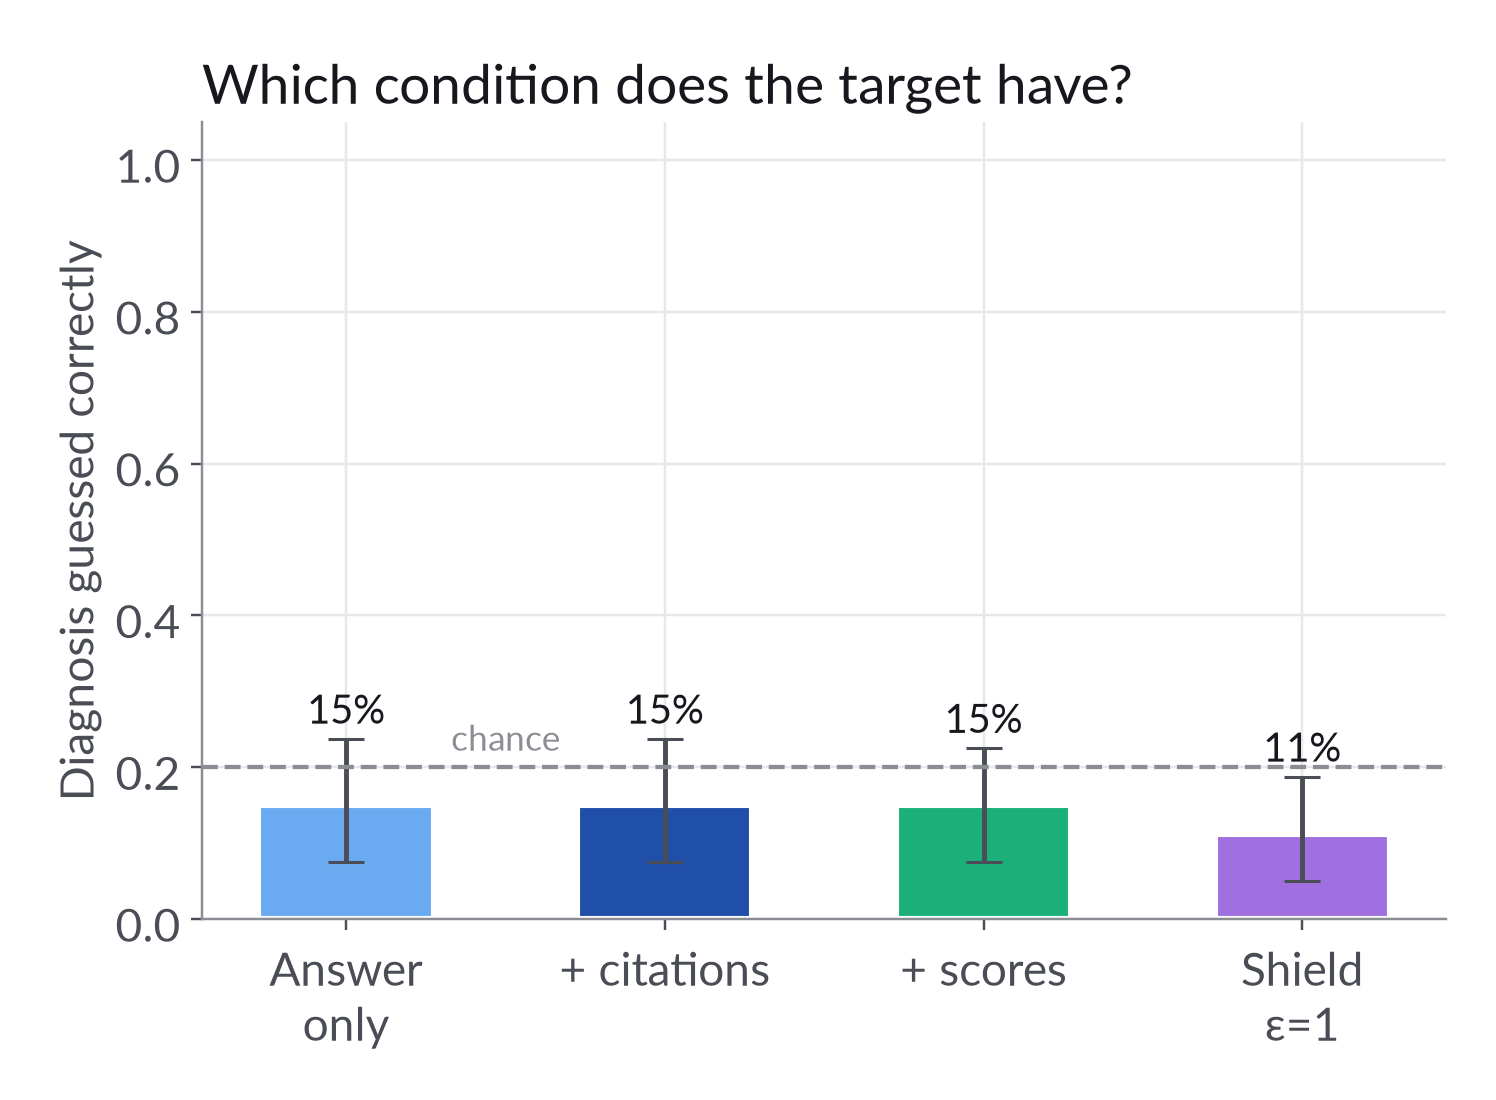 Which condition does the target have?
Diagnosis guessed correctly
1.0
0.8
0.6
0.4
0.2
0.0
15%
chance
15%
15%
11%
Answer
only
+ citations
+ scores
Shield
ε=1